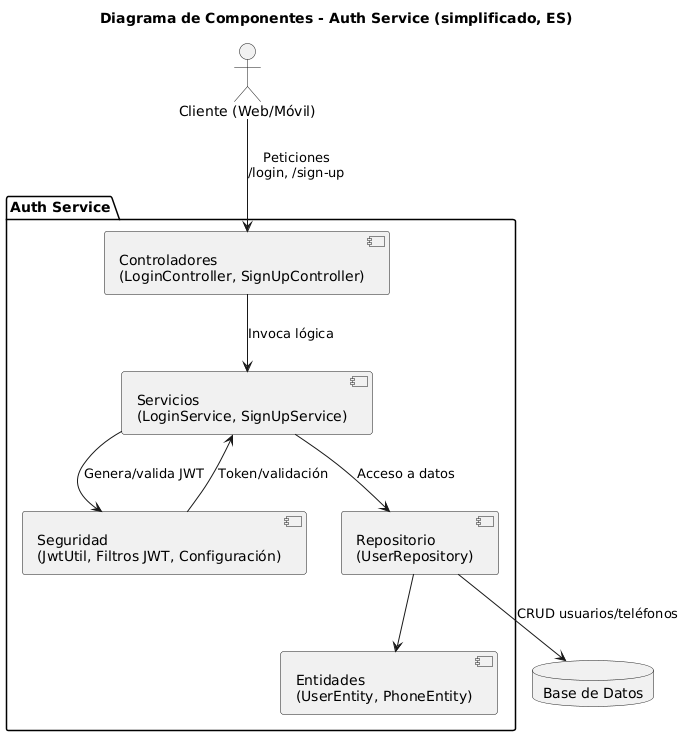 Diagrama de Componentes - Auth Service (simplificado, ES)
Cliente (Web/Móvil)
Peticiones
/login, /sign-up
Auth Service
Controladores
(LoginController, SignUpController)
Invoca lógica
Servicios
(LoginService, SignUpService)
Genera/valida JWT
Token/validación
Acceso a datos
Seguridad
(JwtUtil, Filtros JWT, Configuración)
Repositorio
(UserRepository)
CRUD usuarios/teléfonos
Entidades
(UserEntity, PhoneEntity)
Base de Datos